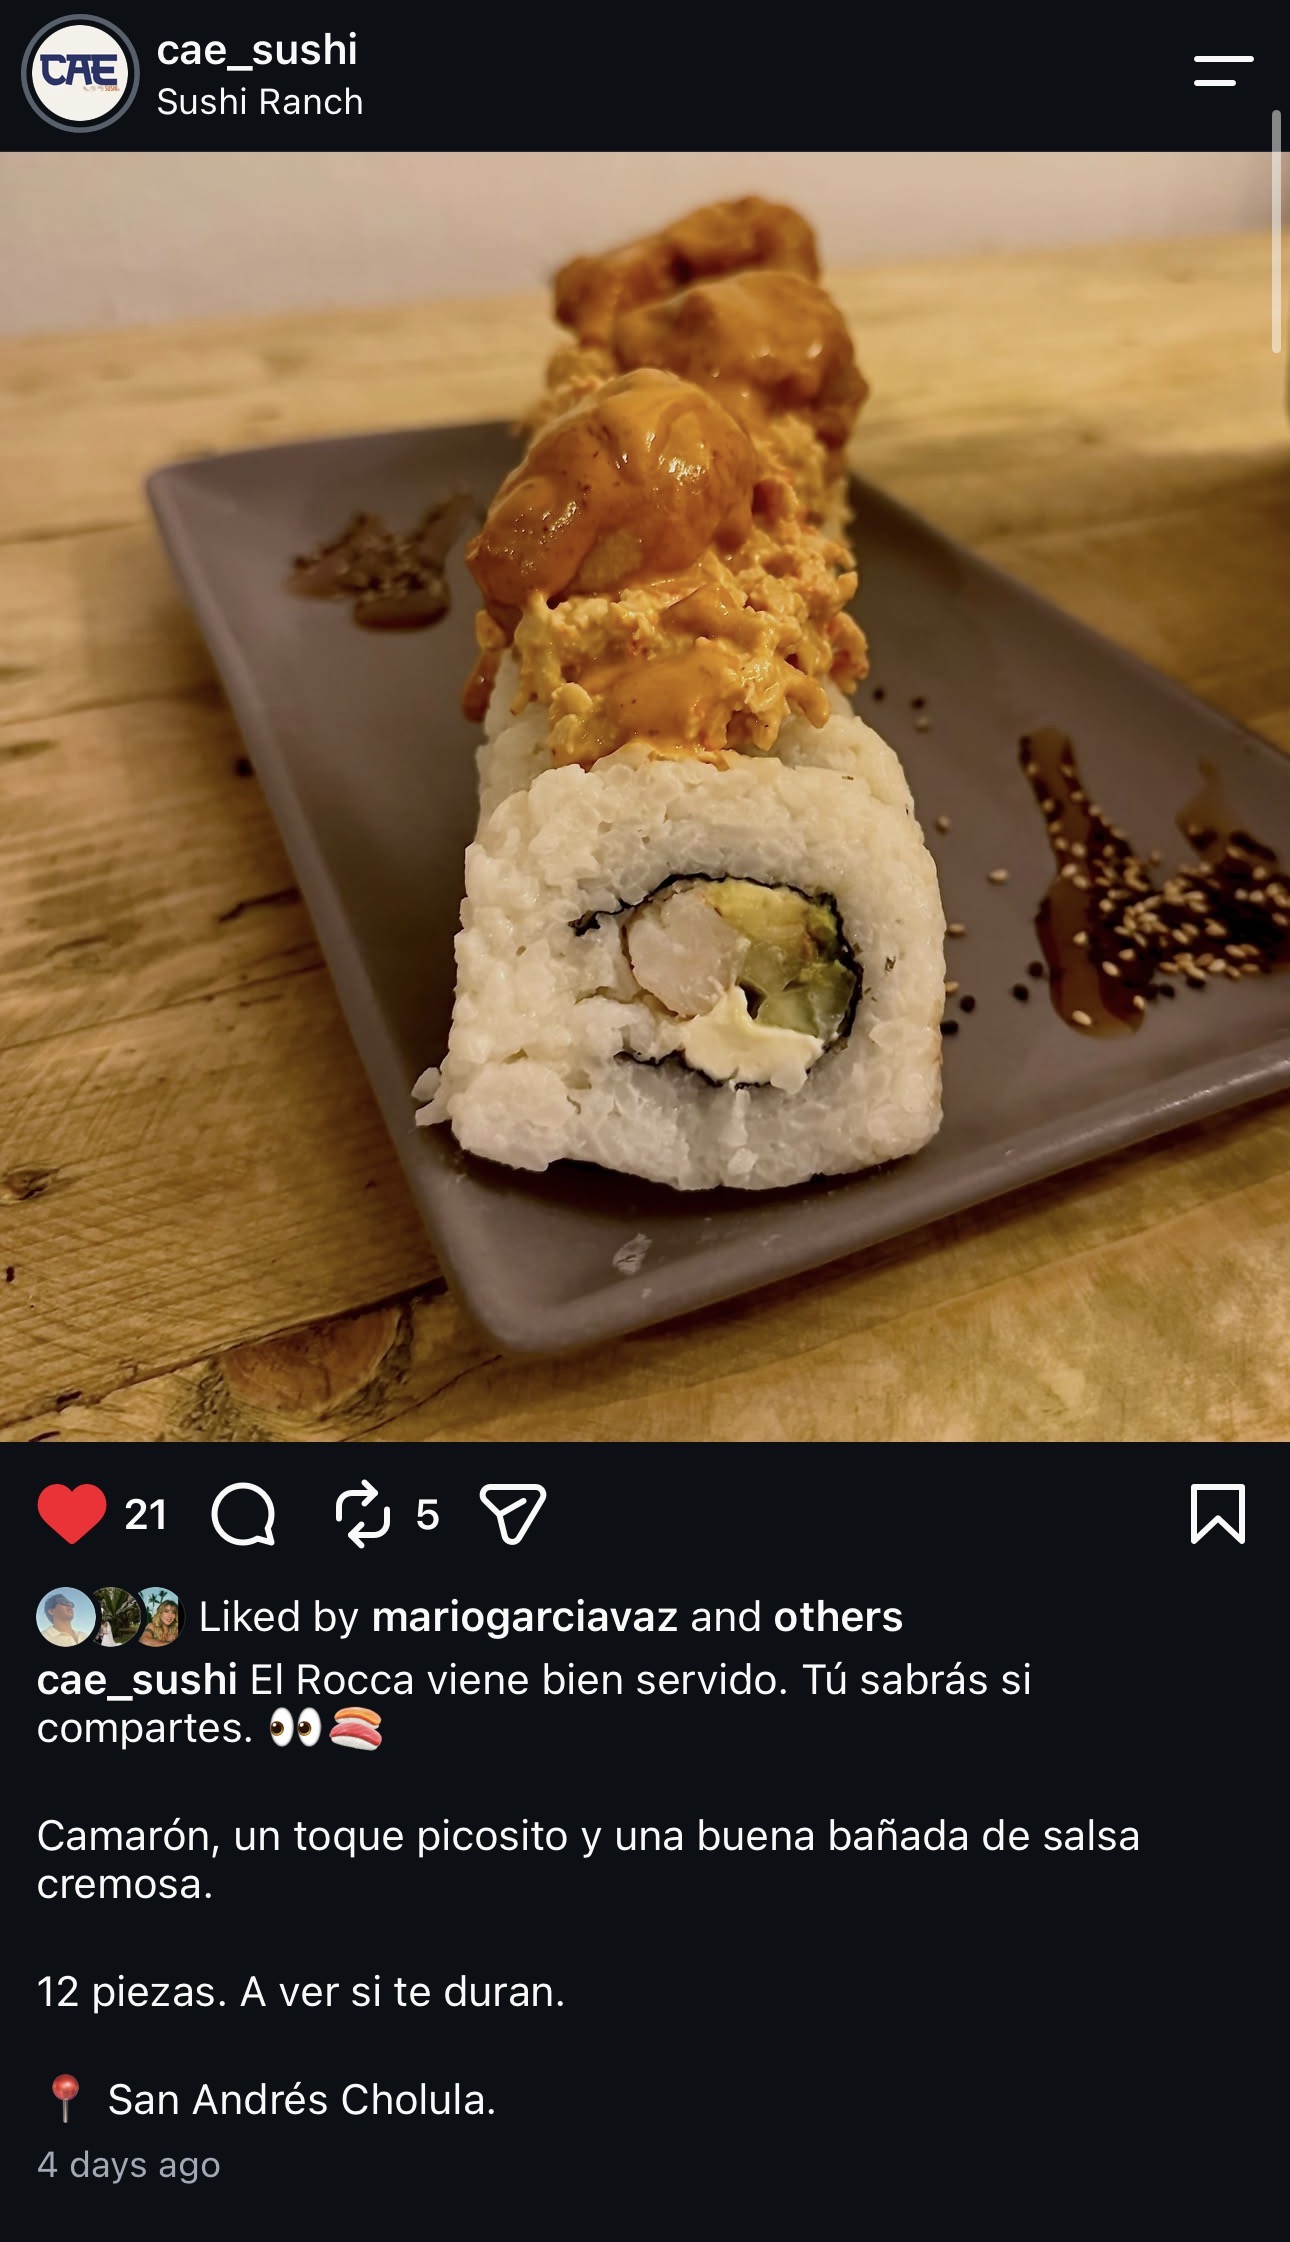 CAE
SUSHI
cae_sushi
Sushi Ranch
21
5
Liked by mariogarciavaz and others
cae_sushi El Rocca viene bien servido. Tú sabrás si
compartes. 👀🍣
Camarón, un toque picosito y una buena bañada de salsa
cremosa.
12 piezas. A ver si te duran.
📍 San Andrés Cholula.
4 days ago